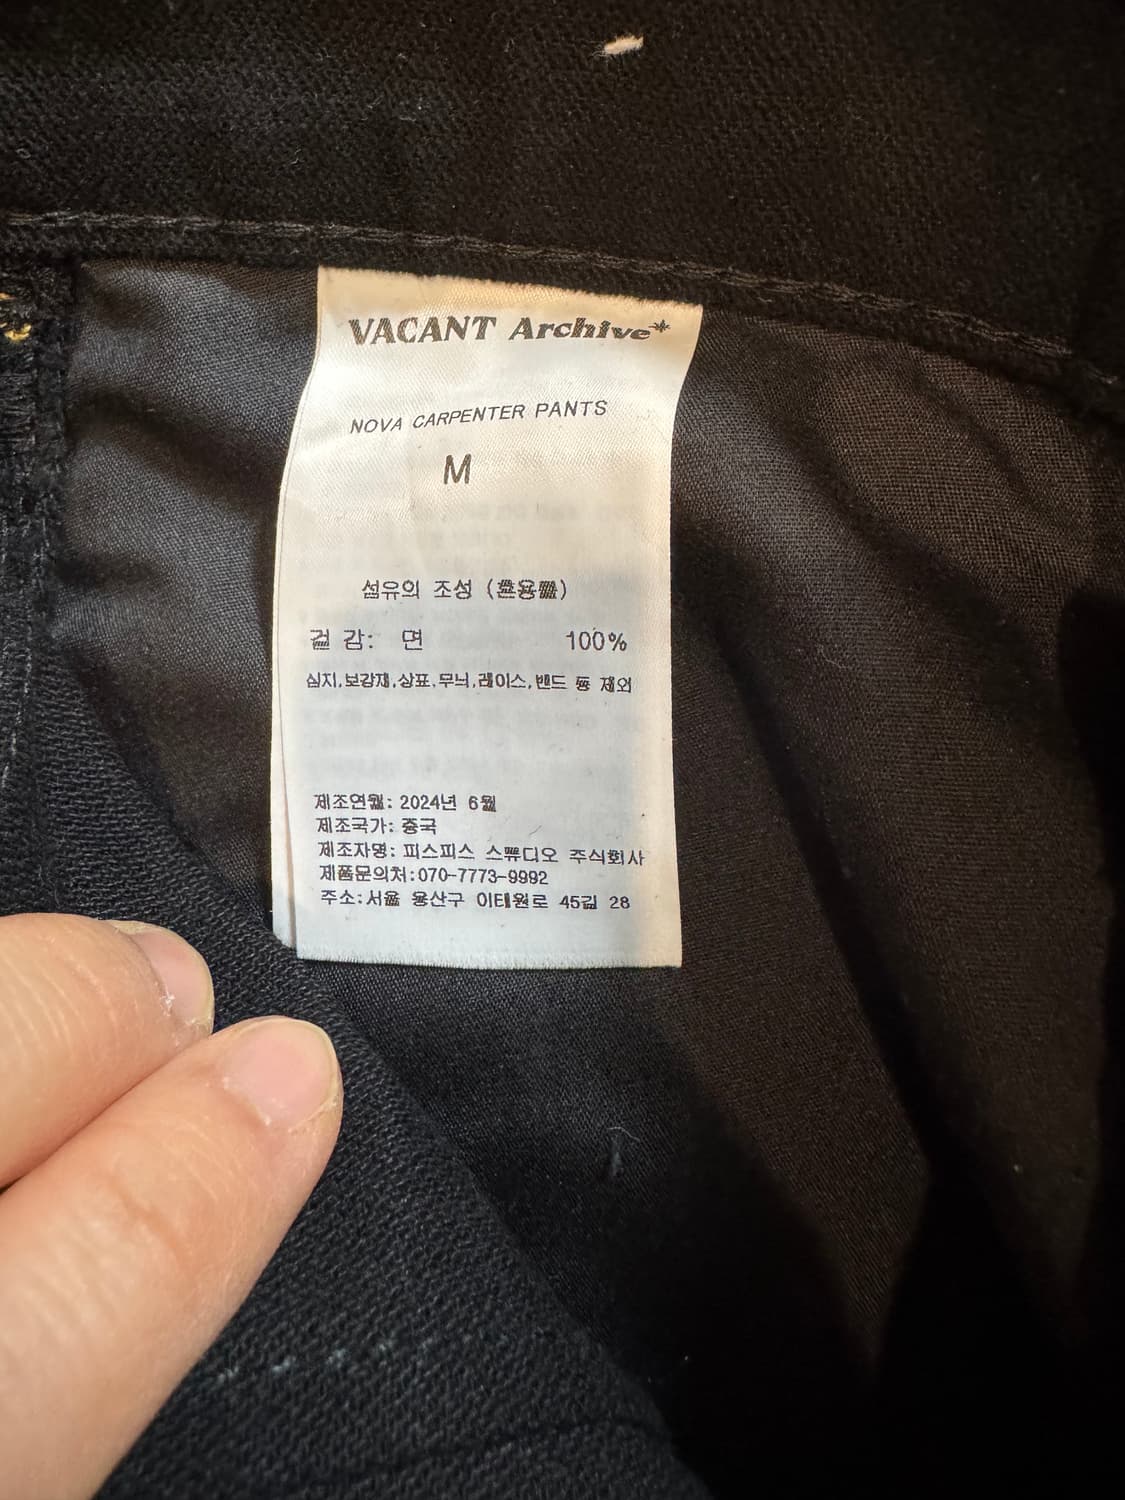 VACANT Archive*
NOVA CARPENTER PANTS
M
섬유의 조성 (혼용률)
겉 감: 면 100%
심지,보강재,상표,무늬,레이스,밴드 등 제외
제조연월: 2024년 6월
제조국가: 중국
제조자명: 피스피스 스튜디오 주식회사
제품문의처:070-7773-9992
주소:서울 용산구 이태원로 45길 28